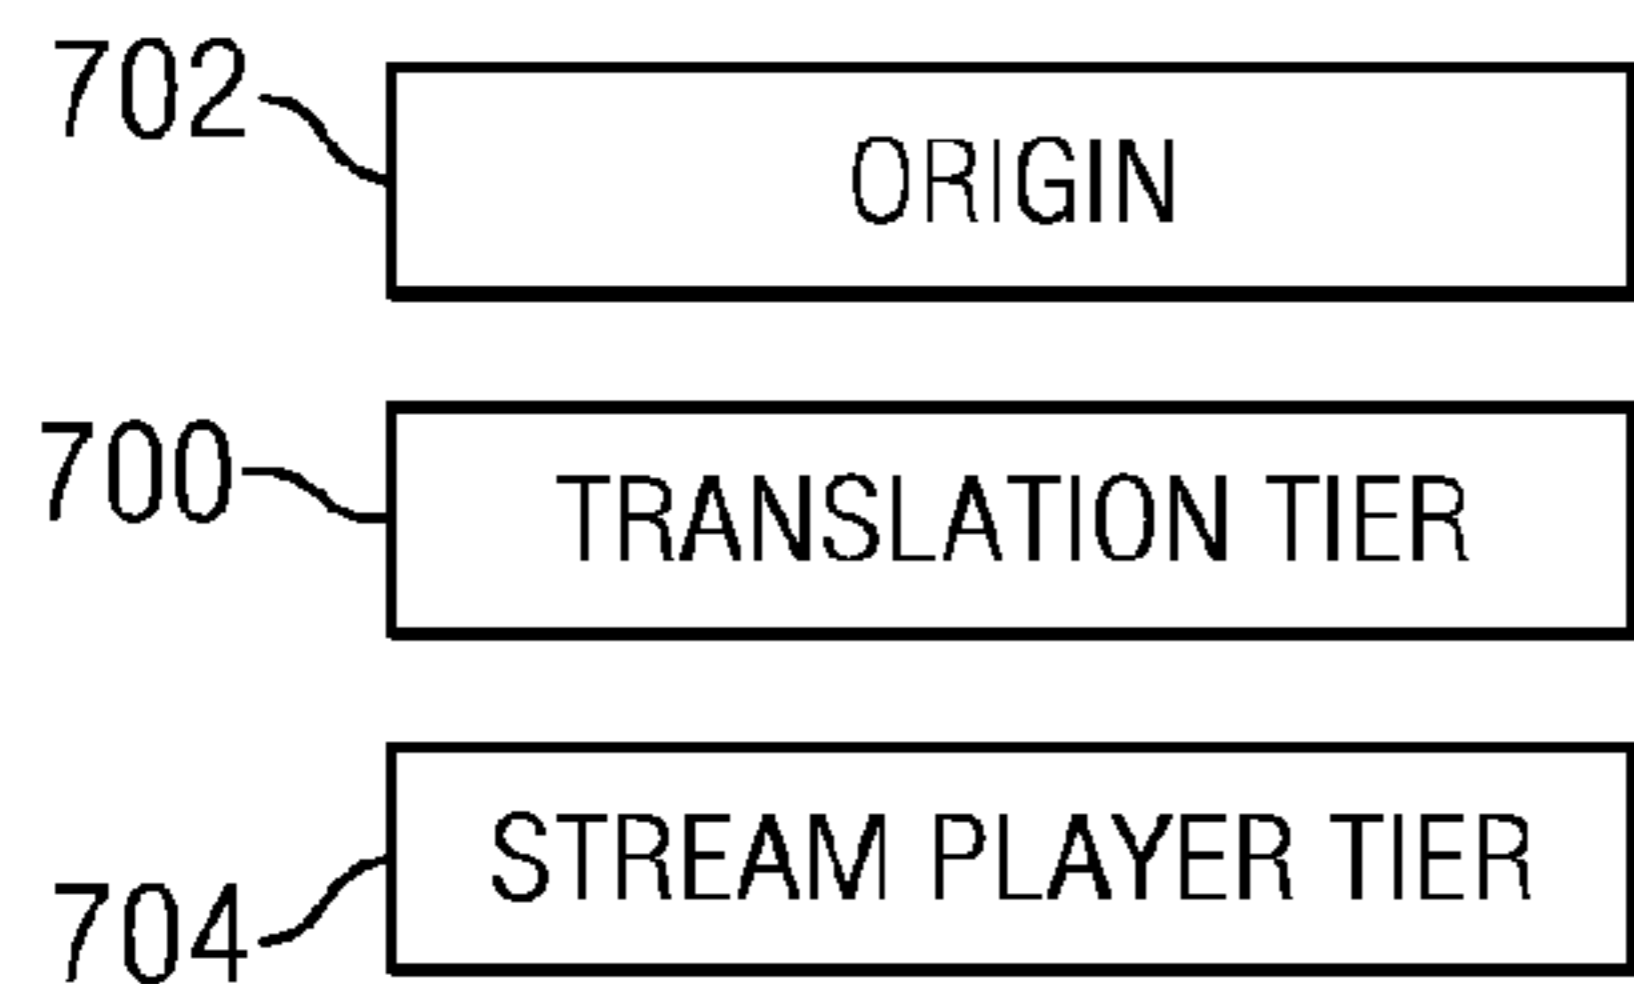 702
ORIGIN
700
TRANSLATION TIER
STREAM PLAYER TIER
704